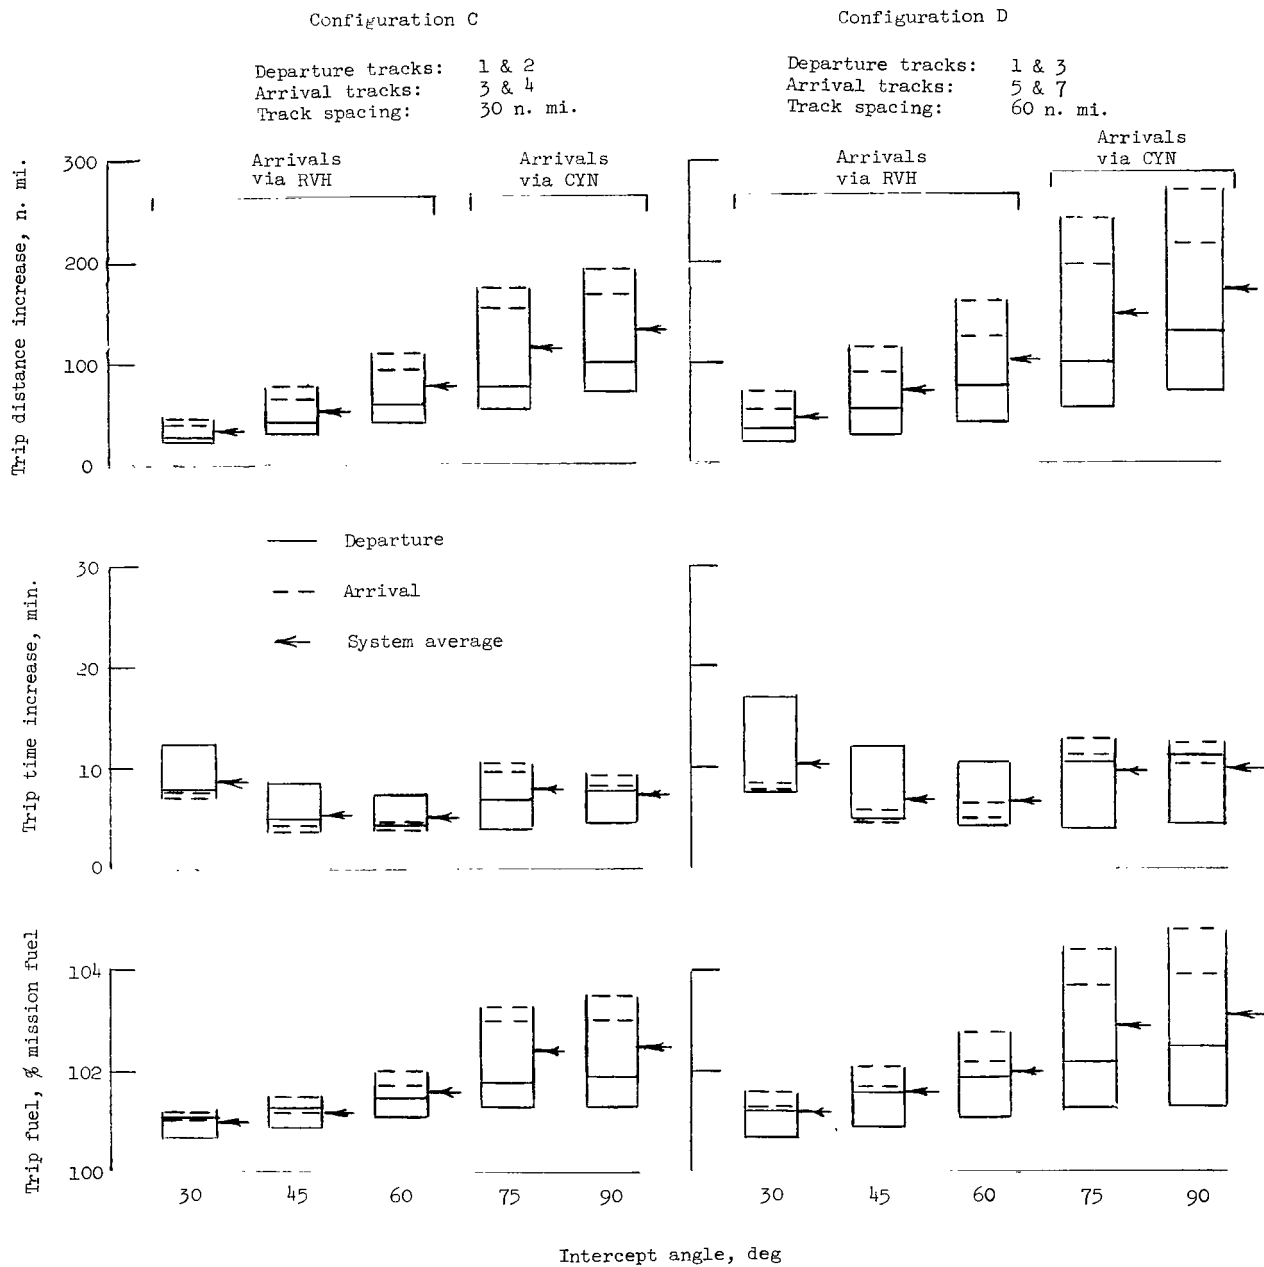 Configuration C
Departure tracks: 1 & 2
Arrival tracks: 3 & 4
Track spacing: 30 n. mi.
Configuration D
Departure tracks: 1 & 3
Arrival tracks: 5 & 7
Track spacing: 60 n. mi.
Trip distance increase, n. mi.
300
200
100
0
Arrivals
via RVH
Arrivals
via CYN
Arrivals
via RVH
Arrivals
via CYN
Departure
Arrival
System average
Trip time increase, min.
30
20
10
0
Trip fuel, % mission fuel
104
102
100
30 45 60 75 90
30 45 60 75 90
Intercept angle, deg